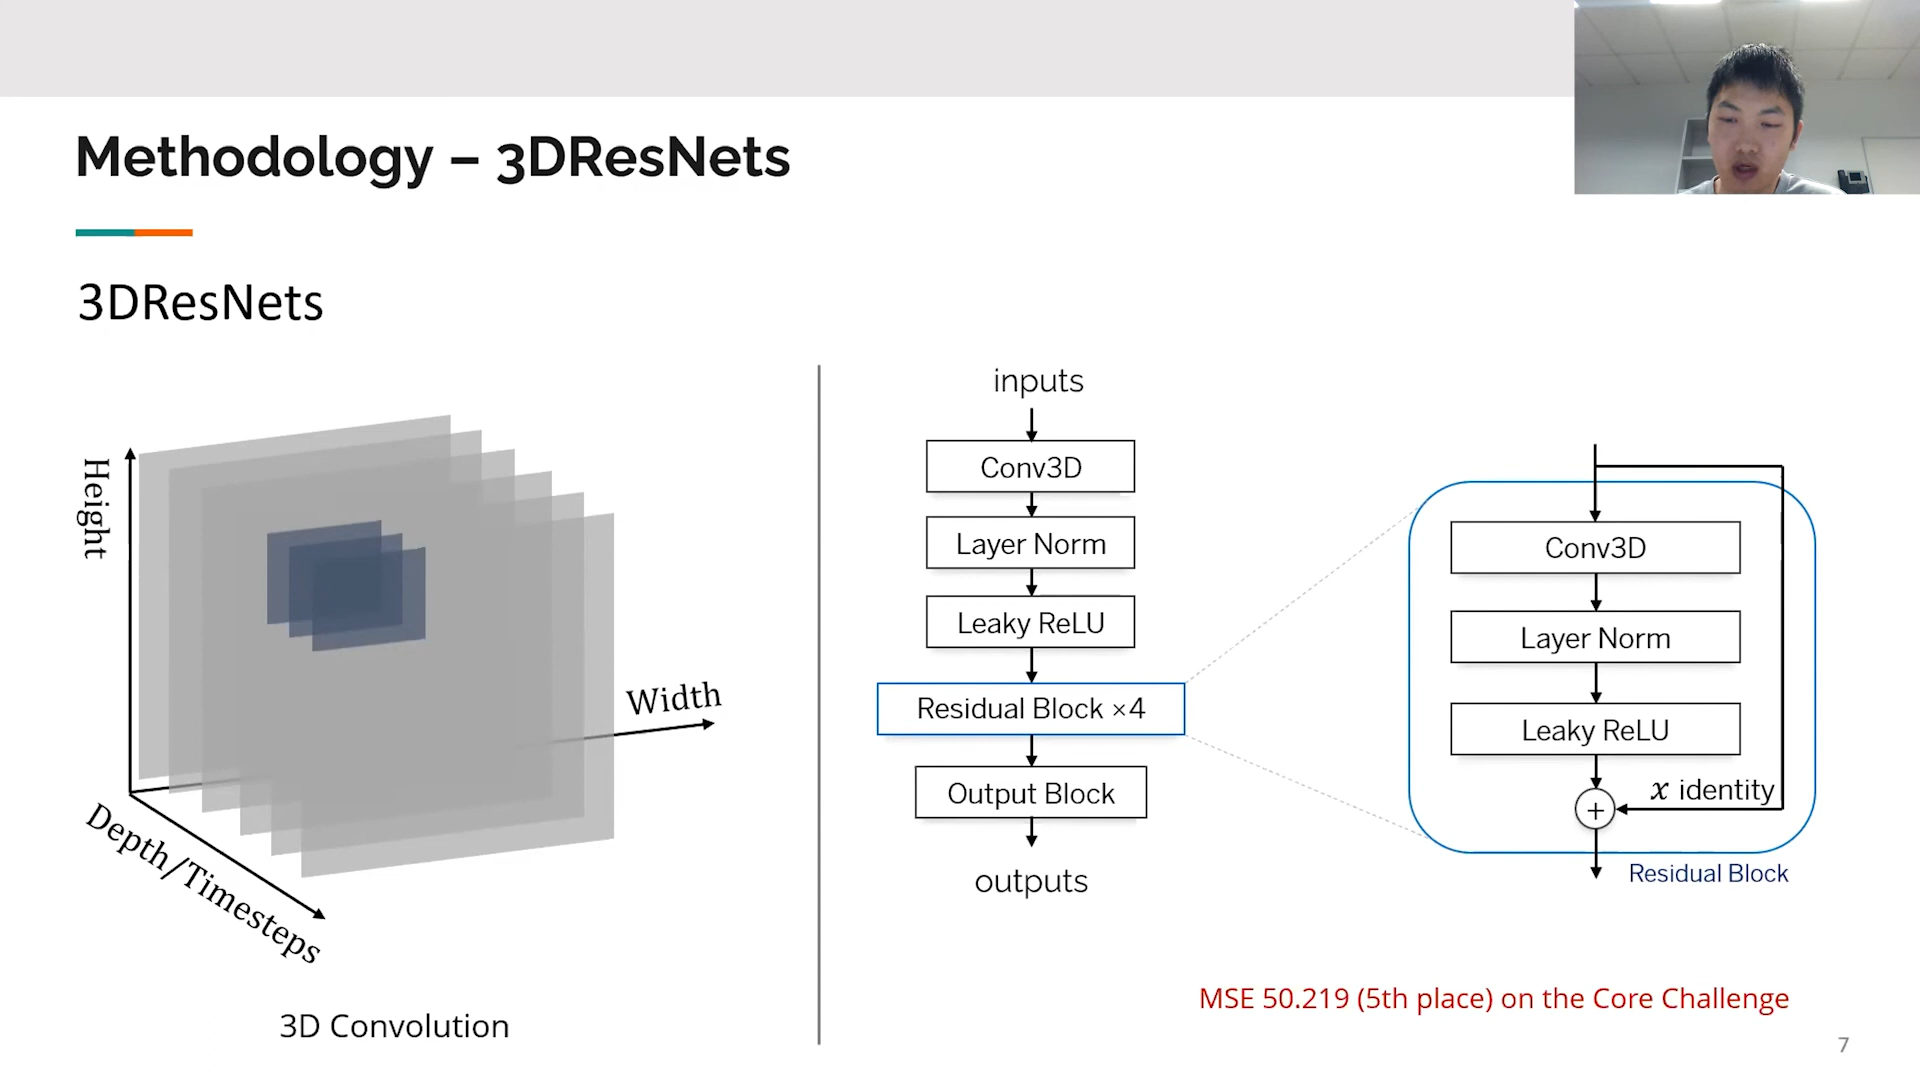 Methodology – 3DResNets
3DResNets
Height
Width
Depth/Timesteps
3D Convolution
inputs
Conv3D
Layer Norm
Leaky ReLU
Residual Block ×4
Output Block
outputs
Conv3D
Layer Norm
Leaky ReLU
x identity
+
Residual Block
MSE 50.219 (5th place) on the Core Challenge
7